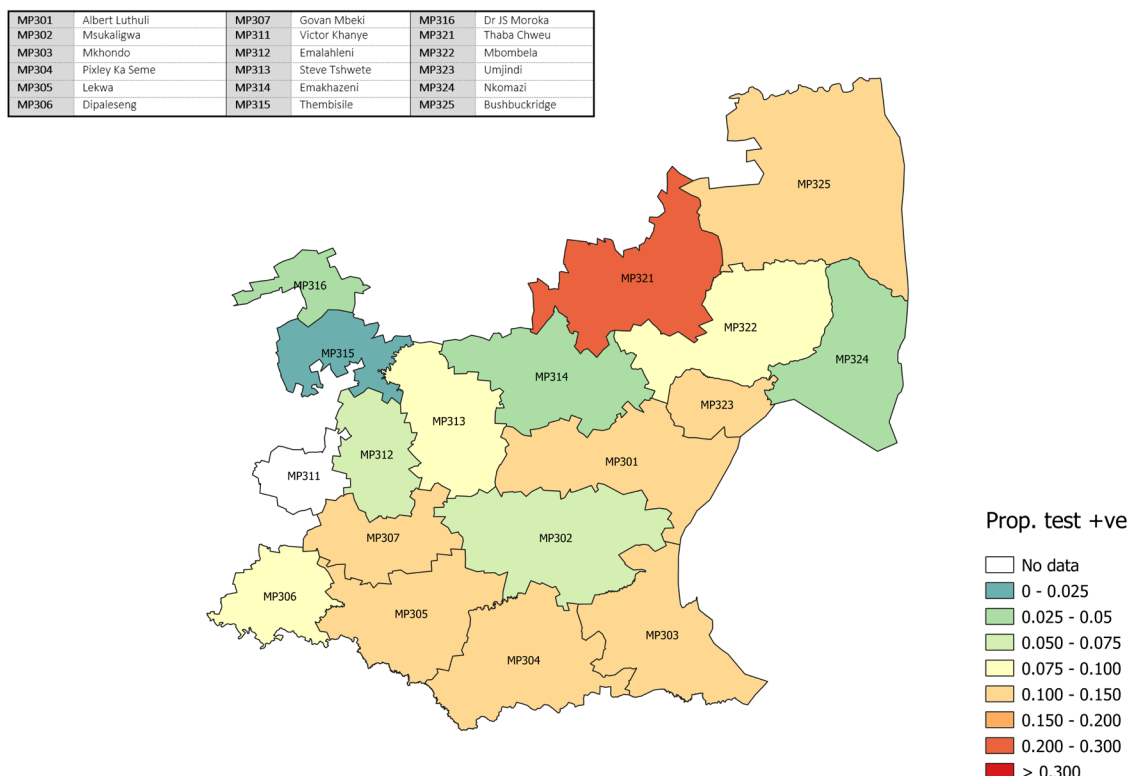 MP301 Albert Luthuli MP307 Govan Mbeki MP316 Dr JS Moroka
MP302 Msukaligwa MP311 Victor Khanye MP321 Thaba Chweu
MP303 Mkhondo MP312 Emalahleni MP322 Mbombela
MP304 Pixley Ka Seme MP313 Steve Tshwete MP323 Umjindi
MP305 Lekwa MP314 Emakhazeni MP324 Nkomazi
MP306 Dipaleseng MP315 Thembisile MP325 Bushbuckridge
MP325
MP321
MP316
MP322
MP315
MP324
MP314
MP323
MP313
MP312
MP301
MP311
MP307
MP302
MP306
MP305
MP303
MP304
Prop. test +ve
No data
0 - 0.025
0.025 - 0.05
0.050 - 0.075
0.075 - 0.100
0.100 - 0.150
0.150 - 0.200
0.200 - 0.300
> 0.300